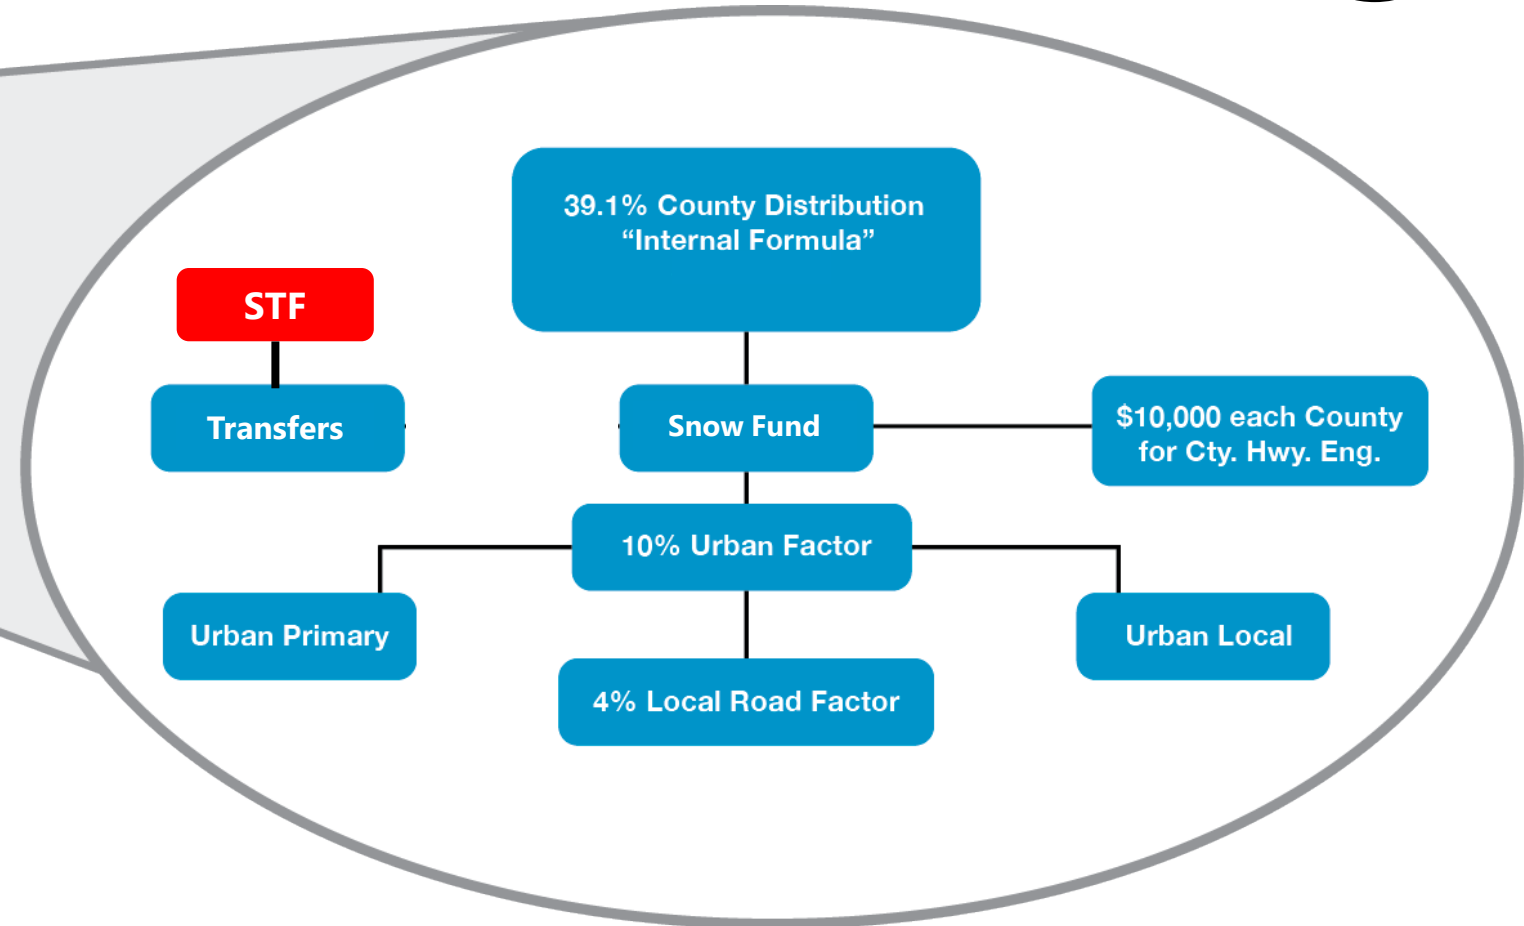 39.1% County Distribution
“Internal Formula”
STF
Transfers
Snow Fund
$10,000 each County
for Cty. Hwy. Eng.
10% Urban Factor
Urban Primary
Urban Local
4% Local Road Factor